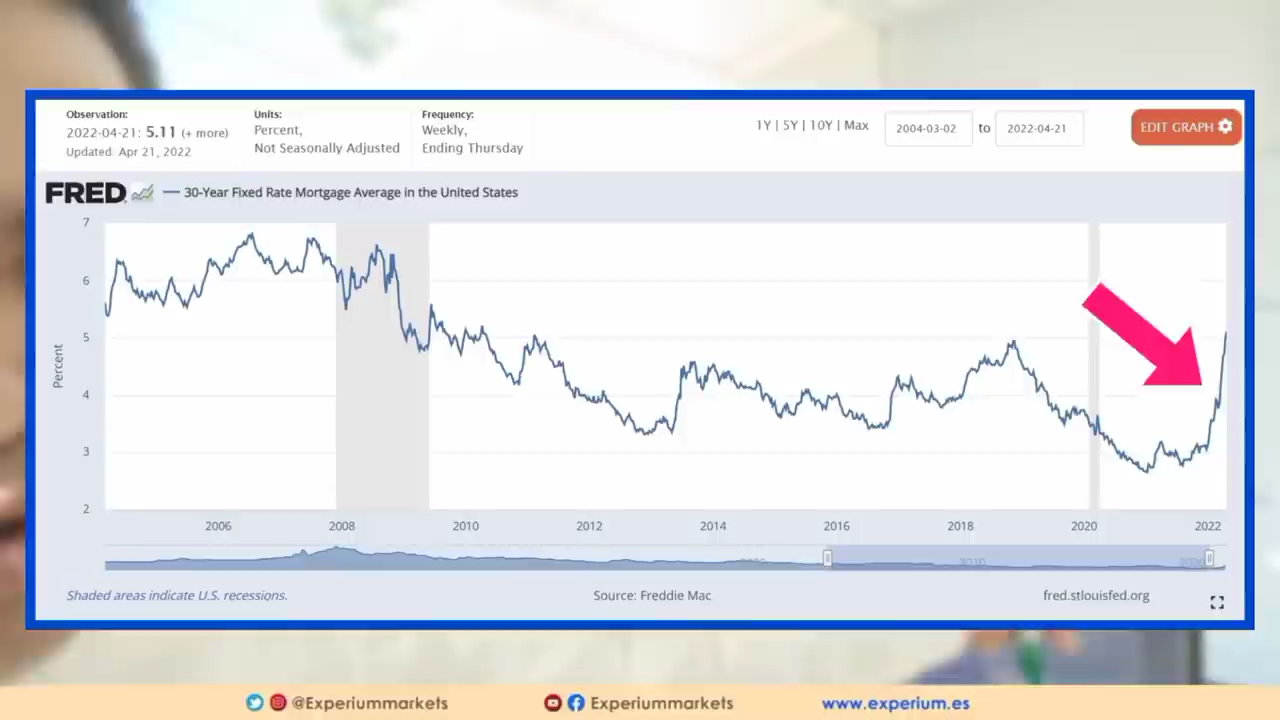 Observation:
2022-04-21: 5.11 (+ more)
Updated: Apr 21, 2022
Units:
Percent,
Not Seasonally Adjusted
Frequency:
Weekly,
Ending Thursday
1Y | 5Y | 10Y | Max
2004-03-02 to 2022-04-21
EDIT GRAPH
FRED
30-Year Fixed Rate Mortgage Average in the United States
7
6
5
4
3
2
Percent
2006 2008 2010 2012 2014 2016 2018 2020 2022
2010
Shaded areas indicate U.S. recessions.
Source: Freddie Mac
fred.stlouisfed.org
@Experiummarkets
Experiummarkets
www.experium.es